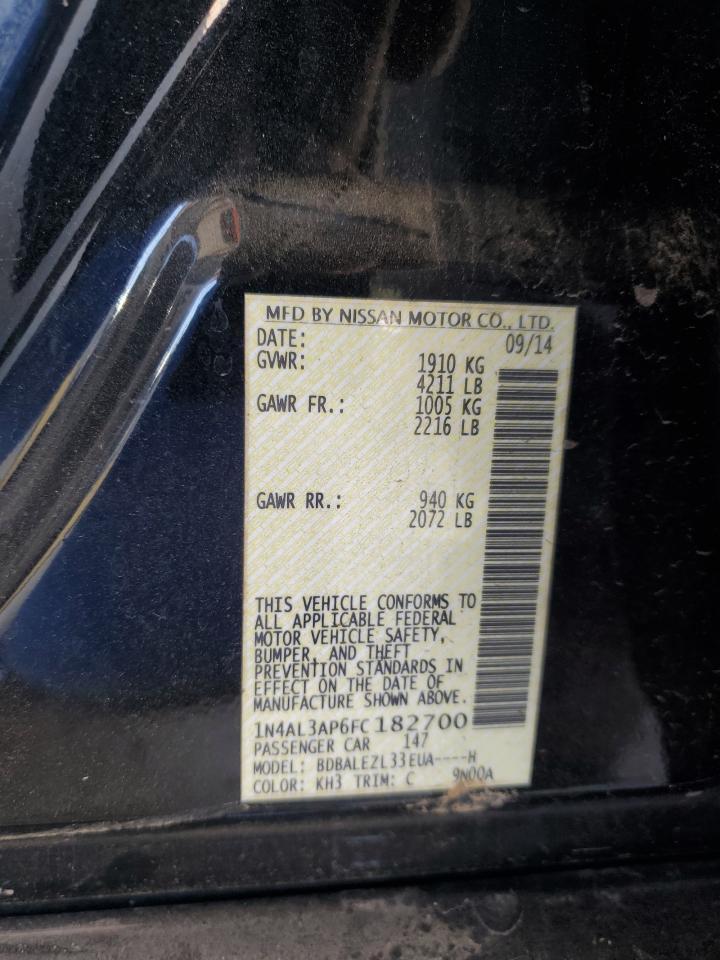 MFD BY NISSAN MOTOR CO., LTD.
DATE: 09/14
GVWR: 1910 KG
4211 LB
GAWR FR.: 1005 KG
2216 LB
GAWR RR.: 940 KG
2072 LB
THIS VEHICLE CONFORMS TO
ALL APPLICABLE FEDERAL
MOTOR VEHICLE SAFETY,
BUMPER, AND THEFT
PREVENTION STANDARDS IN
EFFECT ON THE DATE OF
MANUFACTURE SHOWN ABOVE.
1N4AL3AP6FC182700
PASSENGER CAR 147
MODEL: BDBALEZL33EUA----H
COLOR: KH3 TRIM: C 9N00A